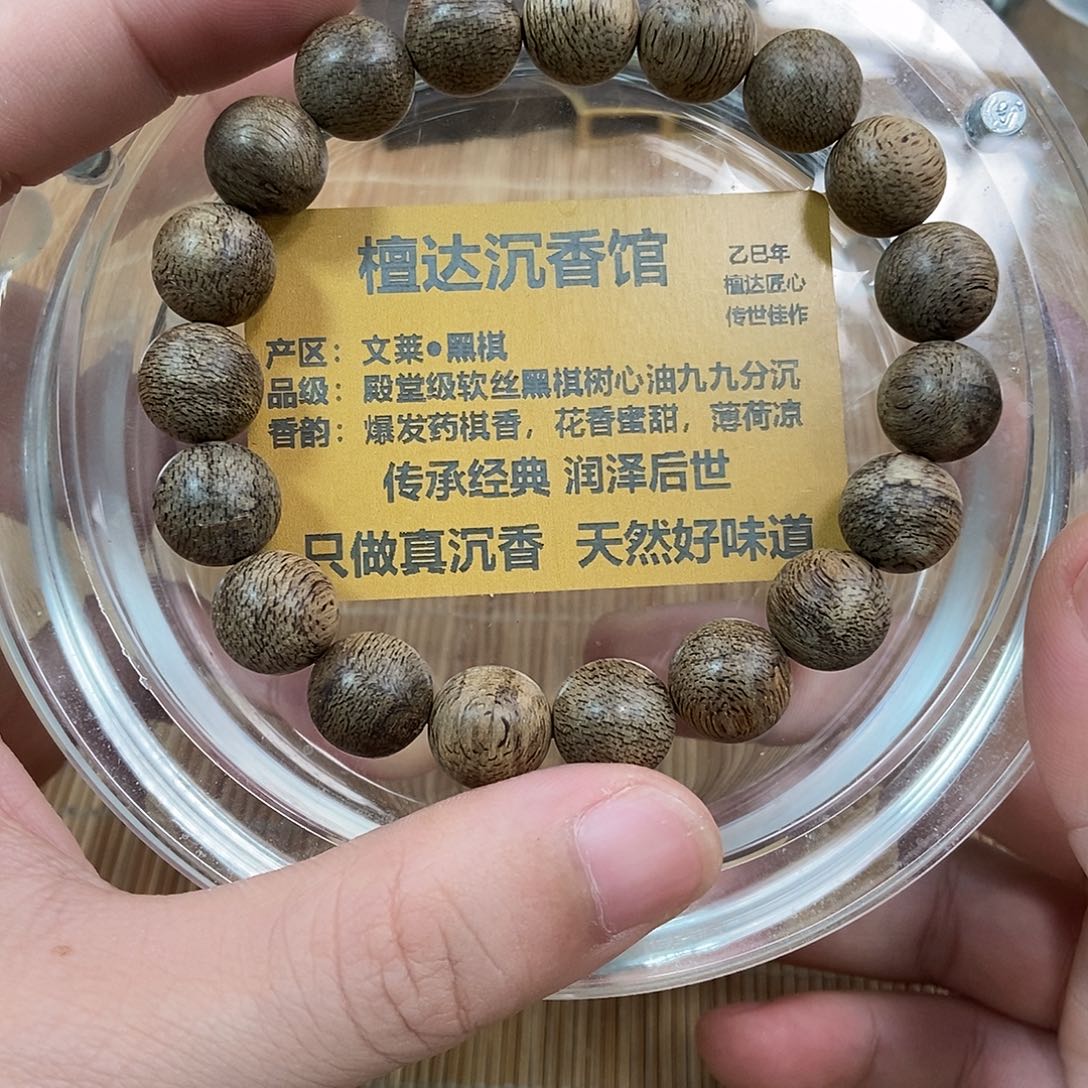 檀达沉香馆
乙巳年
檀达匠心
传世佳作
产区：文莱•黑棋
品级：殿堂级软丝黑棋树心油九九分沉
香韵：爆发药棋香，花香蜜甜，薄荷凉
传承经典 润泽后世
只做真沉香 天然好味道